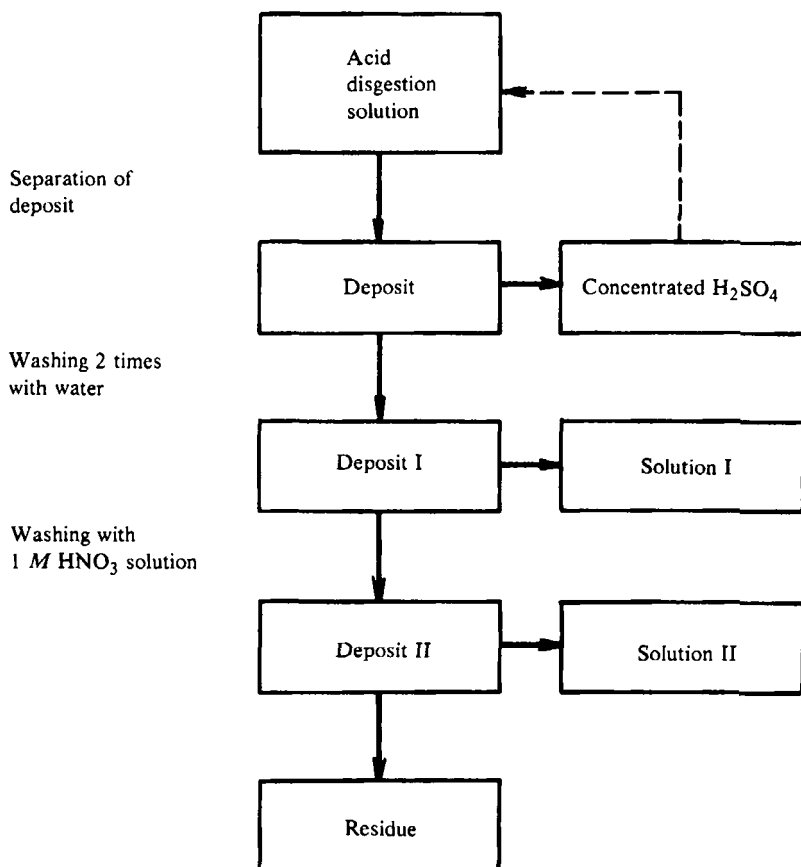 Acid
disgestion
solution
Separation of
deposit
Deposit
Concentrated H₂SO₄
Washing 2 times
with water
Deposit I
Solution I
Washing with
1 M HNO₃ solution
Deposit II
Solution II
Residue